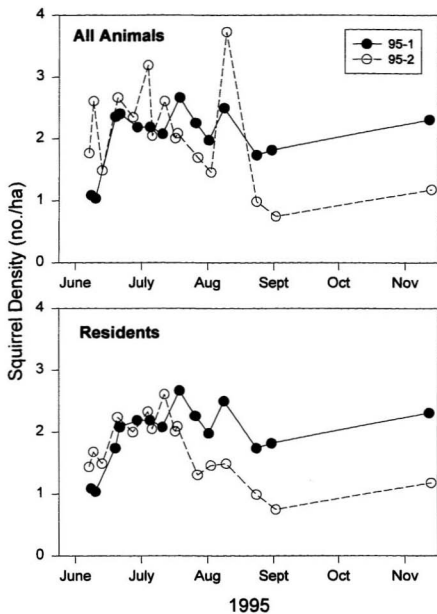 All Animals
95-1
95-2
4
3
2
1
0
June July Aug Sept Oct Nov
Squirrel Density (no./ha)
Residents
4
3
2
1
0
June July Aug Sept Oct Nov
1995